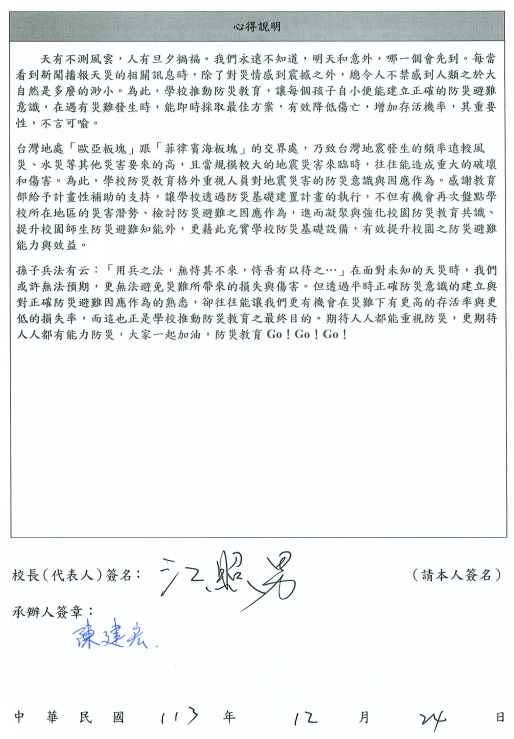 心得說明
天有不測風雲，人有旦夕禍福。我們永遠不知道，明天和意外，哪一個會先到。每當
看到新聞播報天災的相關訊息時，除了對災情感到震撼之外，總令人不禁感到人類之於大
自然是多麼的渺小。為此，學校推動防災教育，讓每個孩子自小便能建立正確的防災避難
意識，在遇有災難發生時，能即時採取最佳方案，有效降低傷亡，增加存活機率，其重要
性，不言可喻。
台灣地處「歐亞板塊」跟「菲律賓海板塊」的交界處，乃致台灣地震發生的頻率遠較風
災、水災等其他災害要來的高，且當規模較大的地震災害來臨時，往往能造成重大的破壞
和傷害。為此，學校防災教育格外重視人員對地震災害的防災意識與因應作為。感謝教育
部給予計畫性補助的支持，讓學校透過防災基礎建置計畫的執行，不但有機會再次盤點學
校所在地區的災害潛勢、檢討防災避難之因應作為，進而凝聚與強化校園防災教育共識、
提升校園師生防災避難知能外，更藉此充實學校防災基礎設備，有效提升校園之防災避難
能力與效益。
孫子兵法有云：「用兵之法，無恃其不來，恃吾有以待之…」在面對未知的天災時，我們
或許無法預期，更無法避免災難所帶來的損失與傷害。但透過平時正確防災意識的建立與
對正確防災避難因應作為的熟悉，卻往往能讓我們更有機會在災難下有更高的存活率與更
低的損失率，而這也正是學校推動防災教育之最終目的。期待人人都能重視防災，更期待
人人都有能力防災，大家一起加油，防災教育 Go！Go！Go！
校長(代表人)簽名： 江照男 (請本人簽名)
承辦人簽章：
陳建宏.
中華民國 113 年 12 月 24 日